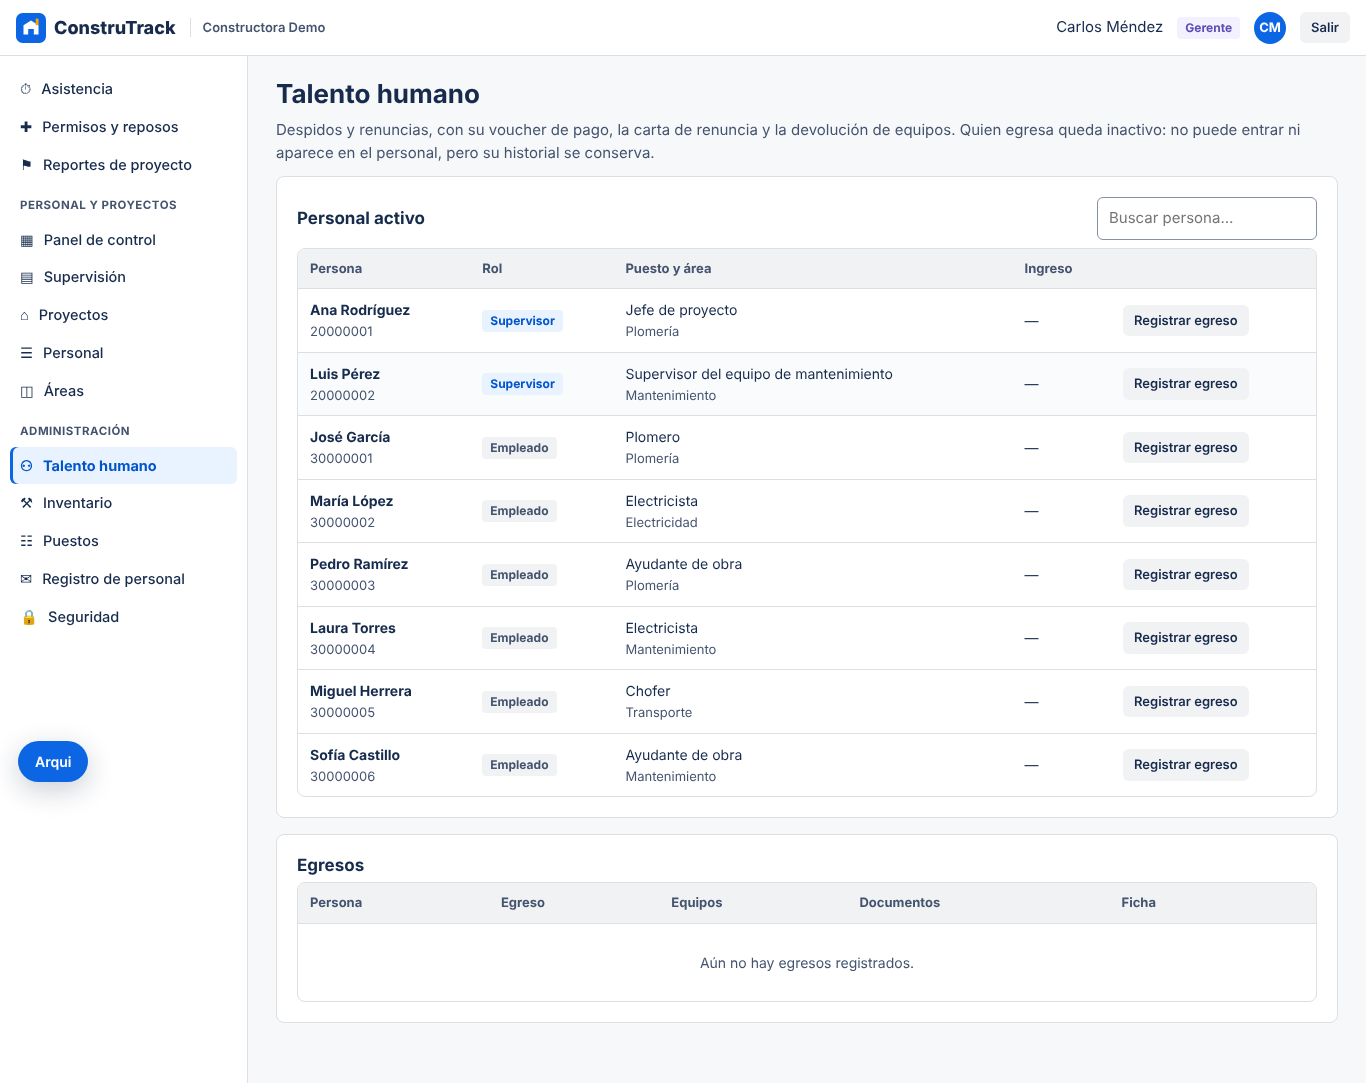 ConstruTrack
Constructora Demo
Carlos Méndez
Gerente
CM
Salir
Asistencia
Permisos y reposos
Reportes de proyecto
PERSONAL Y PROYECTOS
Panel de control
Supervisión
Proyectos
Personal
Áreas
ADMINISTRACIÓN
Talento humano
Inventario
Puestos
Registro de personal
Seguridad
Arqui
Talento humano
Despidos y renuncias, con su voucher de pago, la carta de renuncia y la devolución de equipos. Quien egresa queda inactivo: no puede entrar ni
aparece en el personal, pero su historial se conserva.
Personal activo
Buscar persona...
Persona Rol Puesto y área Ingreso
Ana Rodríguez
20000001
Supervisor
Jefe de proyecto
Plomería
—
Registrar egreso
Luis Pérez
20000002
Supervisor
Supervisor del equipo de mantenimiento
Mantenimiento
—
Registrar egreso
José García
30000001
Empleado
Plomero
Plomería
—
Registrar egreso
María López
30000002
Empleado
Electricista
Electricidad
—
Registrar egreso
Pedro Ramírez
30000003
Empleado
Ayudante de obra
Plomería
—
Registrar egreso
Laura Torres
30000004
Empleado
Electricista
Mantenimiento
—
Registrar egreso
Miguel Herrera
30000005
Empleado
Chofer
Transporte
—
Registrar egreso
Sofía Castillo
30000006
Empleado
Ayudante de obra
Mantenimiento
—
Registrar egreso
Egresos
Persona Egreso Equipos Documentos Ficha
Aún no hay egresos registrados.